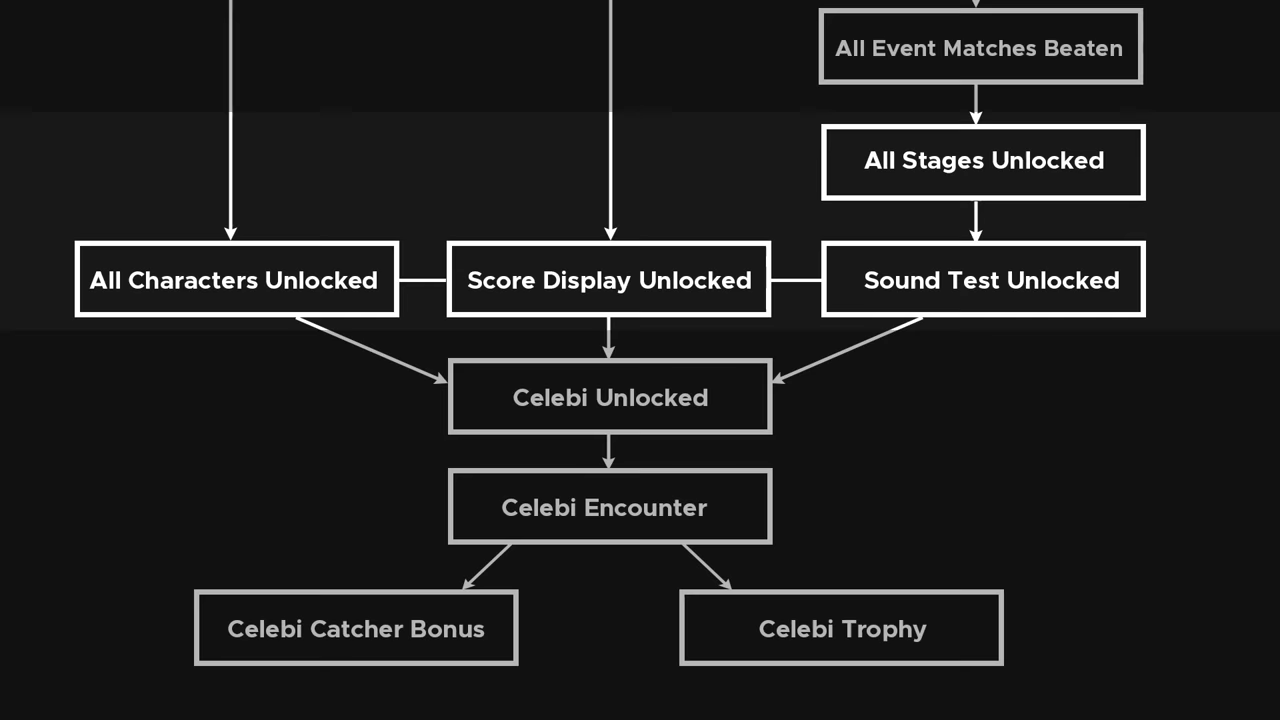 All Event Matches Beaten
All Stages Unlocked
All Characters Unlocked
Score Display Unlocked
Sound Test Unlocked
Celebi Unlocked
Celebi Encounter
Celebi Catcher Bonus
Celebi Trophy